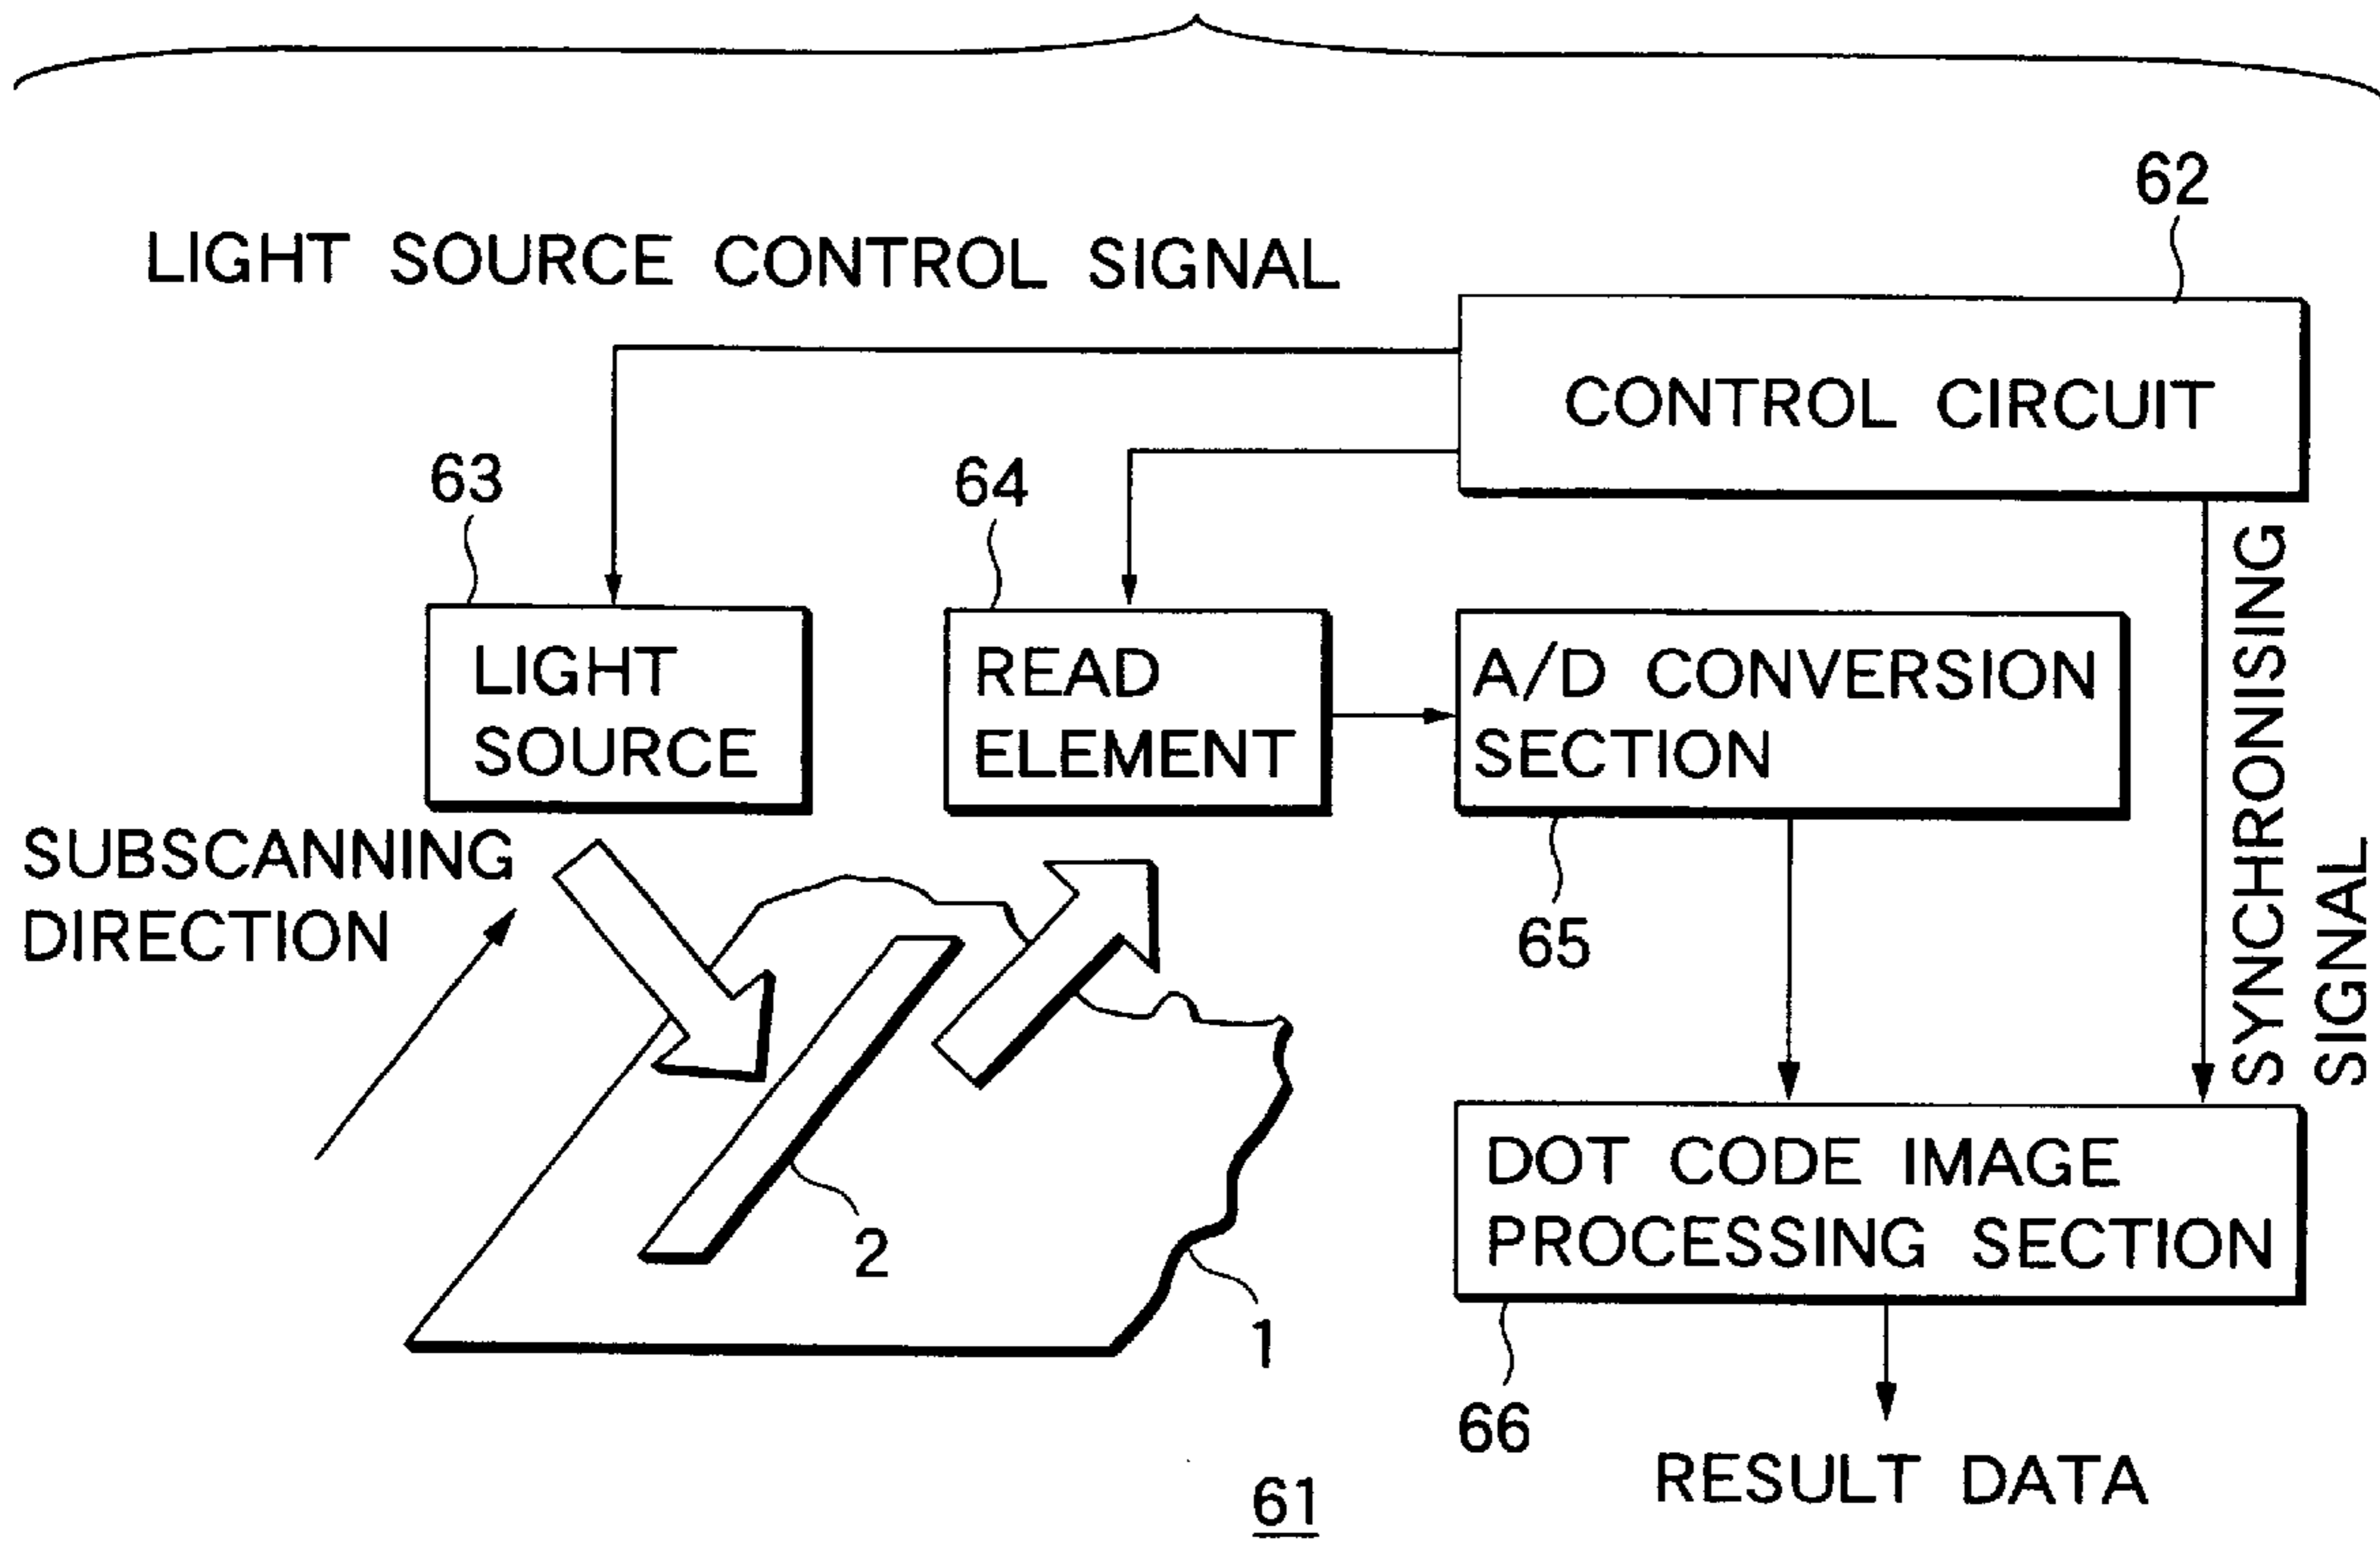 62
LIGHT SOURCE CONTROL SIGNAL
CONTROL CIRCUIT
63
64
LIGHT
SOURCE
READ
ELEMENT
A/D CONVERSION
SECTION
SYNCHRONISING
SIGNAL
SUBSCANNING
DIRECTION
65
2
1
DOT CODE IMAGE
PROCESSING SECTION
66
RESULT DATA
61